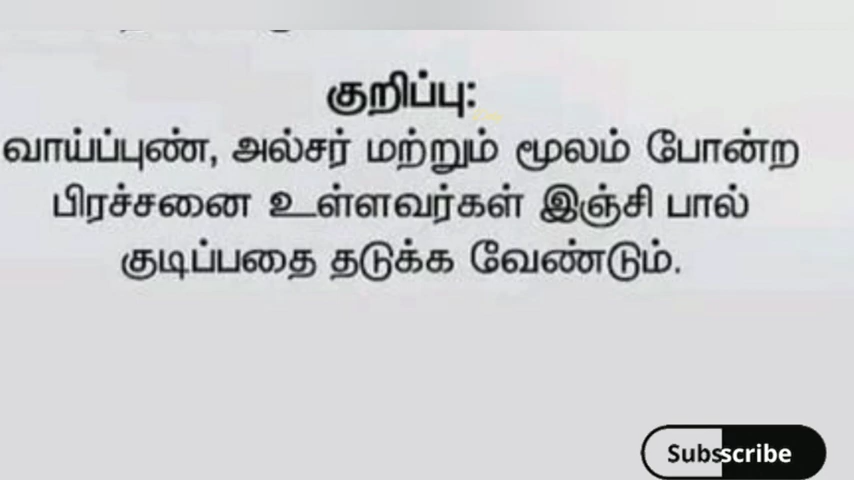 குறிப்பு:
வாய்ப்புண், அல்சர் மற்றும் மூலம் போன்ற
பிரச்சனை உள்ளவர்கள் இஞ்சி பால்
குடிப்பதை தடுக்க வேண்டும்.
Subscribe